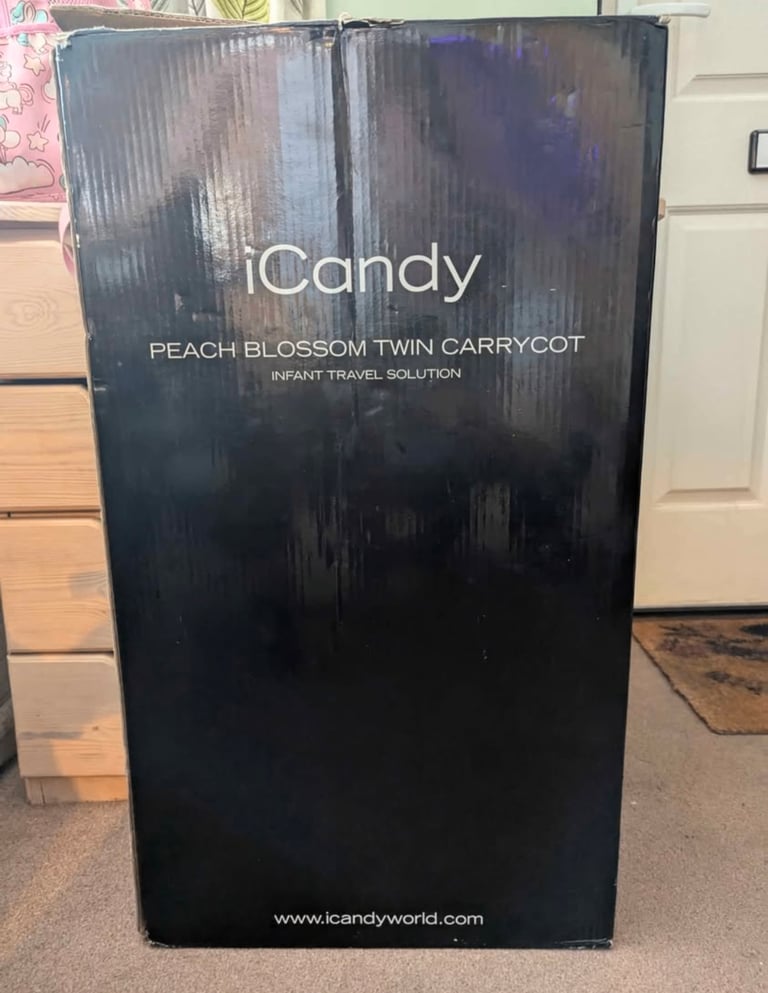 iCandy
PEACH BLOSSOM TWIN CARRYCOT
INFANT TRAVEL SOLUTION
www.icandyworld.com